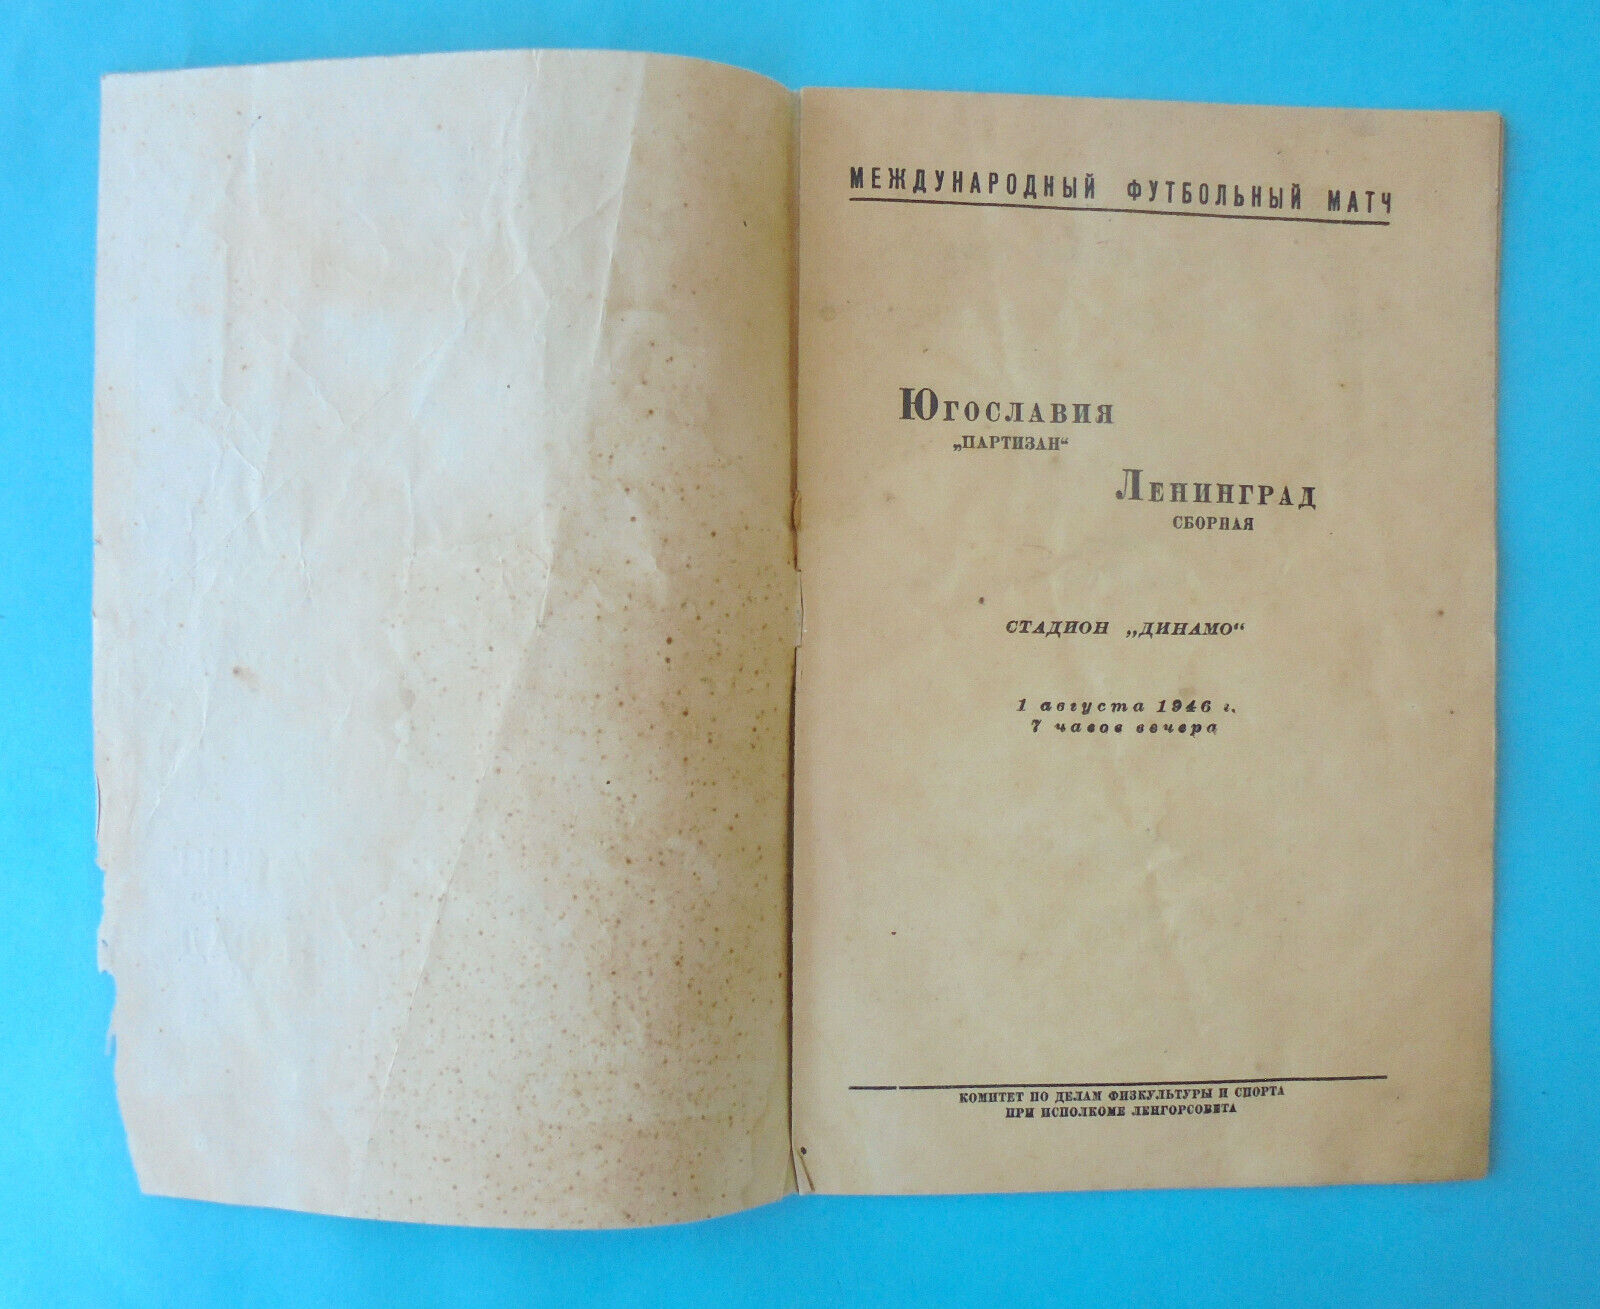 МЕЖДУНАРОДНЫЙ ФУТБОЛЬНЫЙ МАТЧ
ЮГОСЛАВИЯ
„ПАРТИЗАН“
ЛЕНИНГРАД
СБОРНАЯ
СТАДИОН „ДИНАМО“
1 августа 1946 г.
7 часов вечера
КОМИТЕТ ПО ДЕЛАМ ФИЗКУЛЬТУРЫ И СПОРТА
ПРИ ИСПОЛКОМЕ ЛЕНГОРСОВЕТА